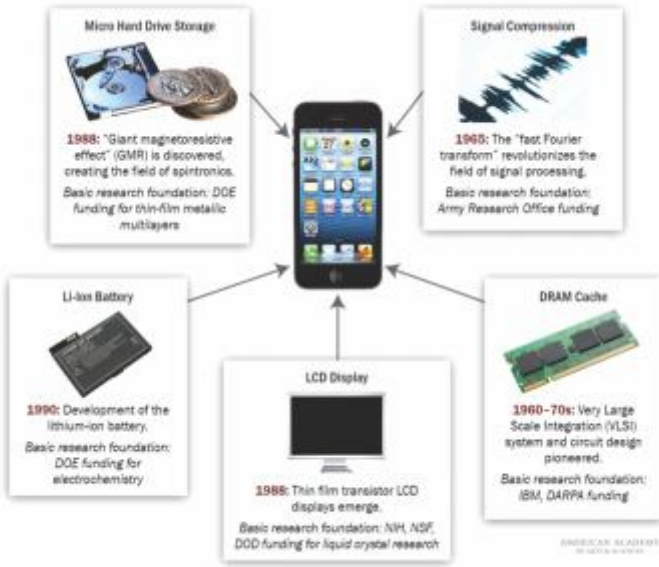 Micro Hard Drive Storage
1988: "Giant magnetoresistive
effect" (GMR) is discovered,
creating the field of spintronics.
Basic research foundation: DOE
funding for thin-film metallic
multilayers
Signal Compression
1965: The "fast Fourier
transform" revolutionizes the
field of signal processing.
Basic research foundation:
Army Research Office funding
Li-Ion Battery
1990: Development of the
lithium-ion battery.
Basic research foundation:
DOE funding for
electrochemistry
LCD Display
1988: Thin film transistor LCD
displays emerge.
Basic research foundation: NIH, NSF,
DOD funding for liquid crystal research
DRAM Cache
1960-70s: Very Large
Scale Integration (VLSI)
system and circuit design
pioneered.
Basic research foundation:
IBM, DARPA funding
AMERICAN ACADEMY